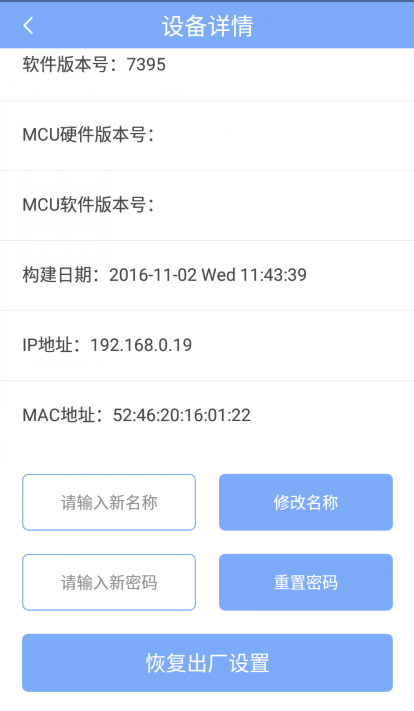 设备详情
软件版本号：7395
MCU硬件版本号：
MCU软件版本号：
构建日期：2016-11-02 Wed 11:43:39
IP地址：192.168.0.19
MAC地址：52:46:20:16:01:22
请输入新名称 修改名称
请输入新密码 重置密码
恢复出厂设置